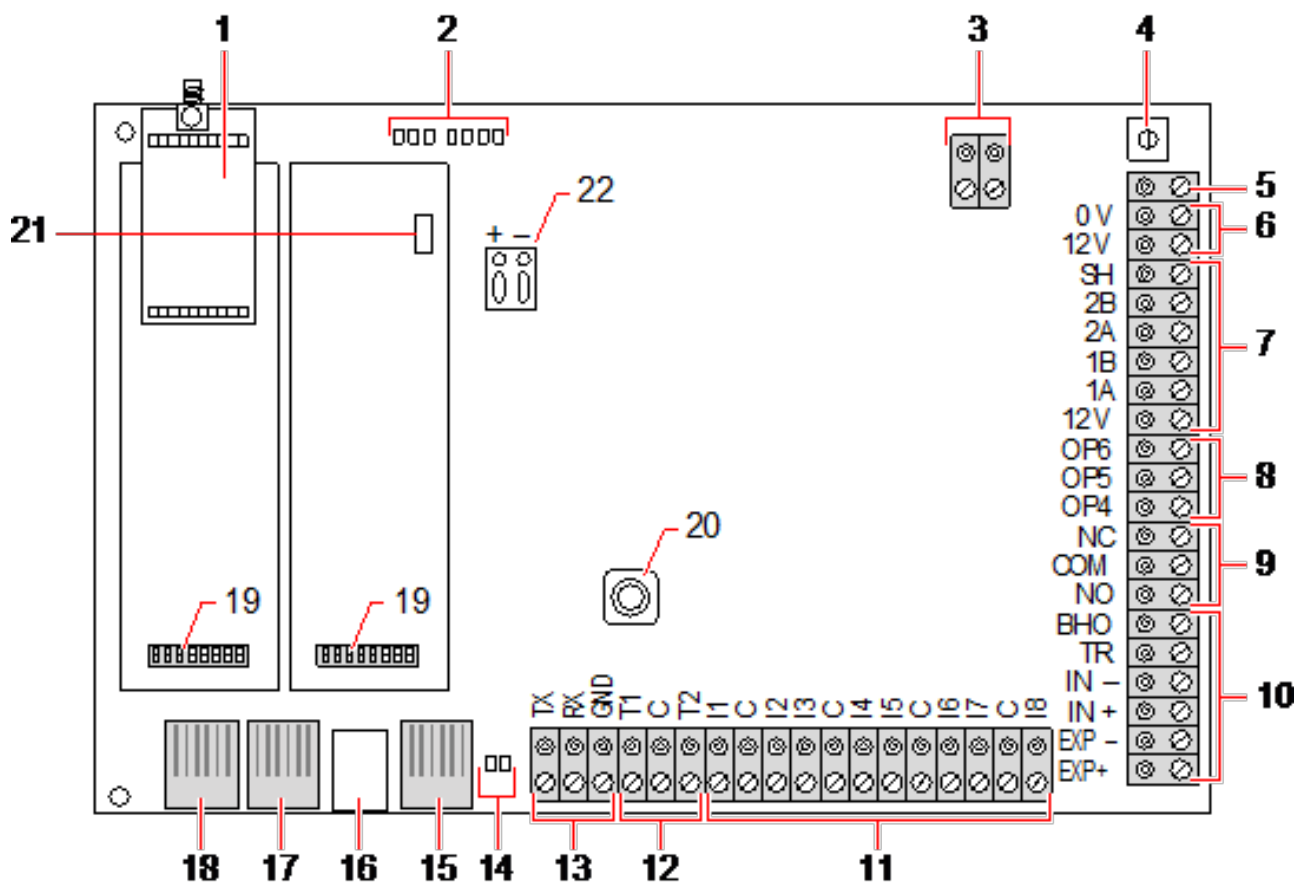 1 2 3 4
5
0 V
6
12 V
21
22
+ −
SH
2B
2A
7
1B
1A
12 V
OP6
OP5
8
OP4
NC
20
COM
9
NO
19 19
BHO
TR
IN −
10
IN +
EXP −
EXP+
TX RX GND T1 C T2 I1 C I2 I3 C I4 I5 C I6 I7 C I8
18 17 16 15 14 13 12 11